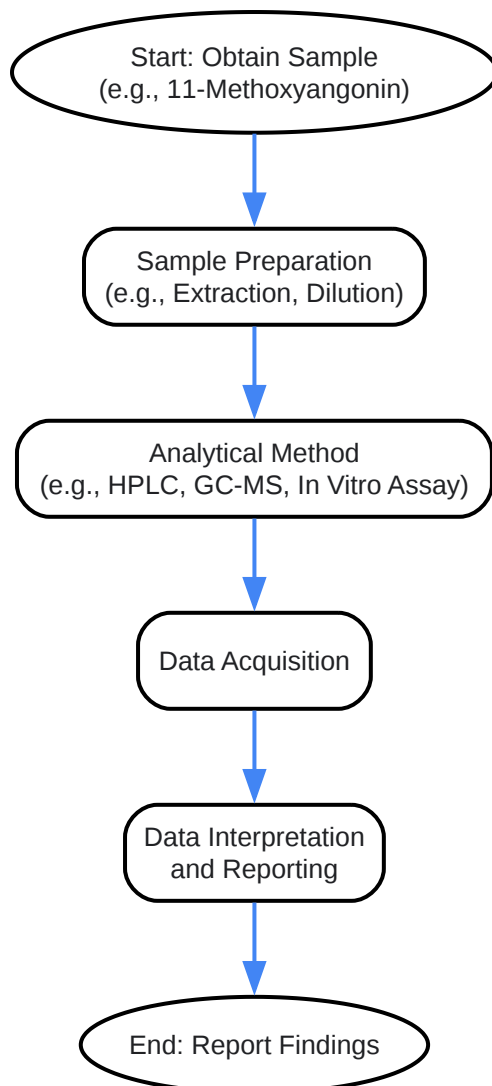 Start: Obtain Sample
(e.g., 11-Methoxyangonin)
Sample Preparation
(e.g., Extraction, Dilution)
Analytical Method
(e.g., HPLC, GC-MS, In Vitro Assay)
Data Acquisition
Data Interpretation
and Reporting
End: Report Findings